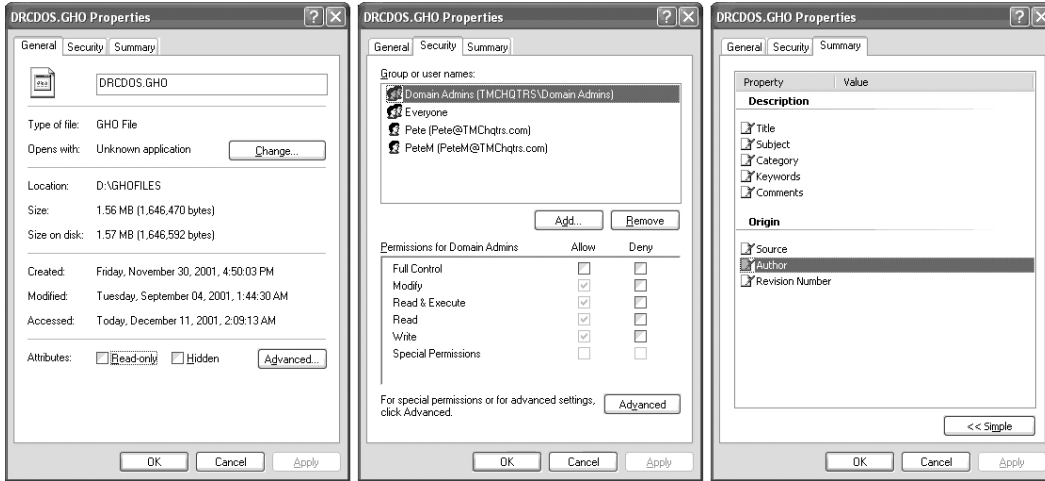 DRCDOS.GHO Properties
General Security Summary
DRCDOS.GHO
Type of file: GHO File
Opens with: Unknown application Change...
Location: D:\GHOFILES
Size: 1.56 MB (1,646,470 bytes)
Size on disk: 1.57 MB (1,646,592 bytes)
Created: Friday, November 30, 2001, 4:50:03 PM
Modified: Tuesday, September 04, 2001, 1:44:30 AM
Accessed: Today, December 11, 2001, 2:09:13 AM
Attributes: Read-only Hidden Advanced...
OK Cancel Apply
DRCDOS.GHO Properties
General Security Summary
Group or user names:
Domain Admins (TMCHQTRS\Domain Admins)
Everyone
Pete (Pete@TMChqtrs.com)
PeteM (PeteM@TMChqtrs.com)
Add... Remove
Permissions for Domain Admins Allow Deny
Full Control
Modify
Read & Execute
Read
Write
Special Permissions
For special permissions or for advanced settings,
click Advanced.
Advanced
OK Cancel Apply
DRCDOS.GHO Properties
General Security Summary
Property Value
Description
Title
Subject
Category
Keywords
Comments
Origin
Source
Author
Revision Number
<< Simple
OK Cancel Apply